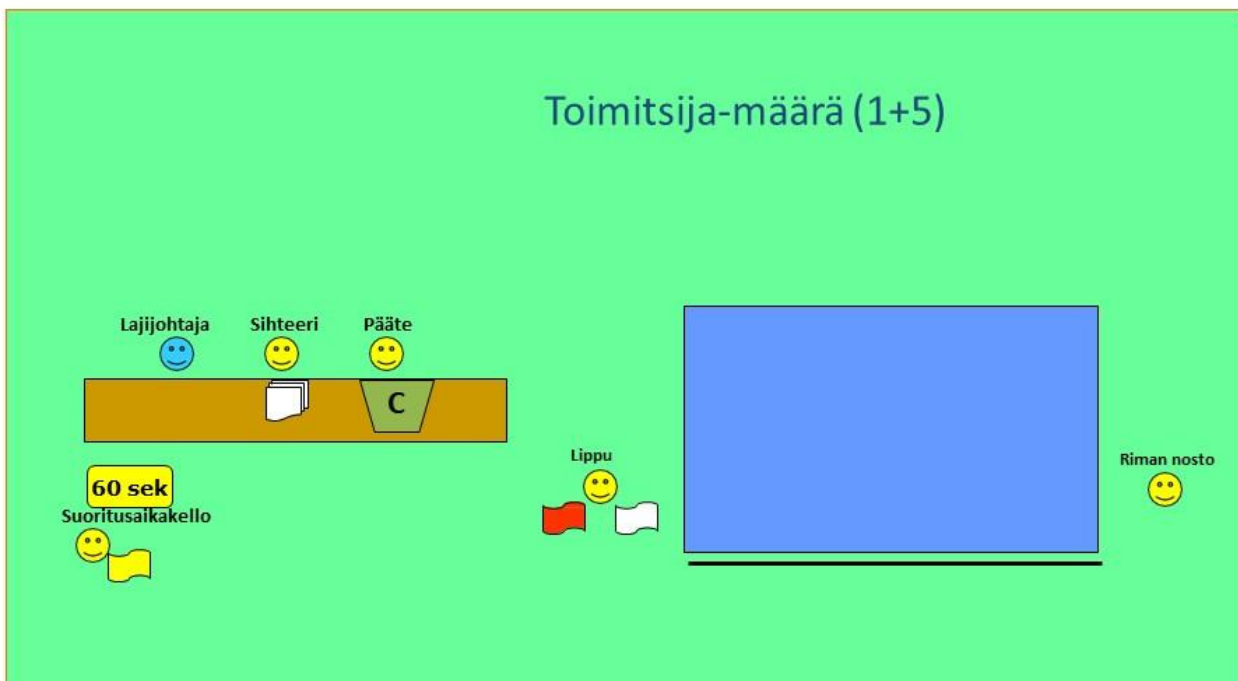 Toimitsija-määrä (1+5)
Lajijohtaja Sihteeri Pääte
C
Lippu
Riman nosto
60 sek
Suoritusaikakello